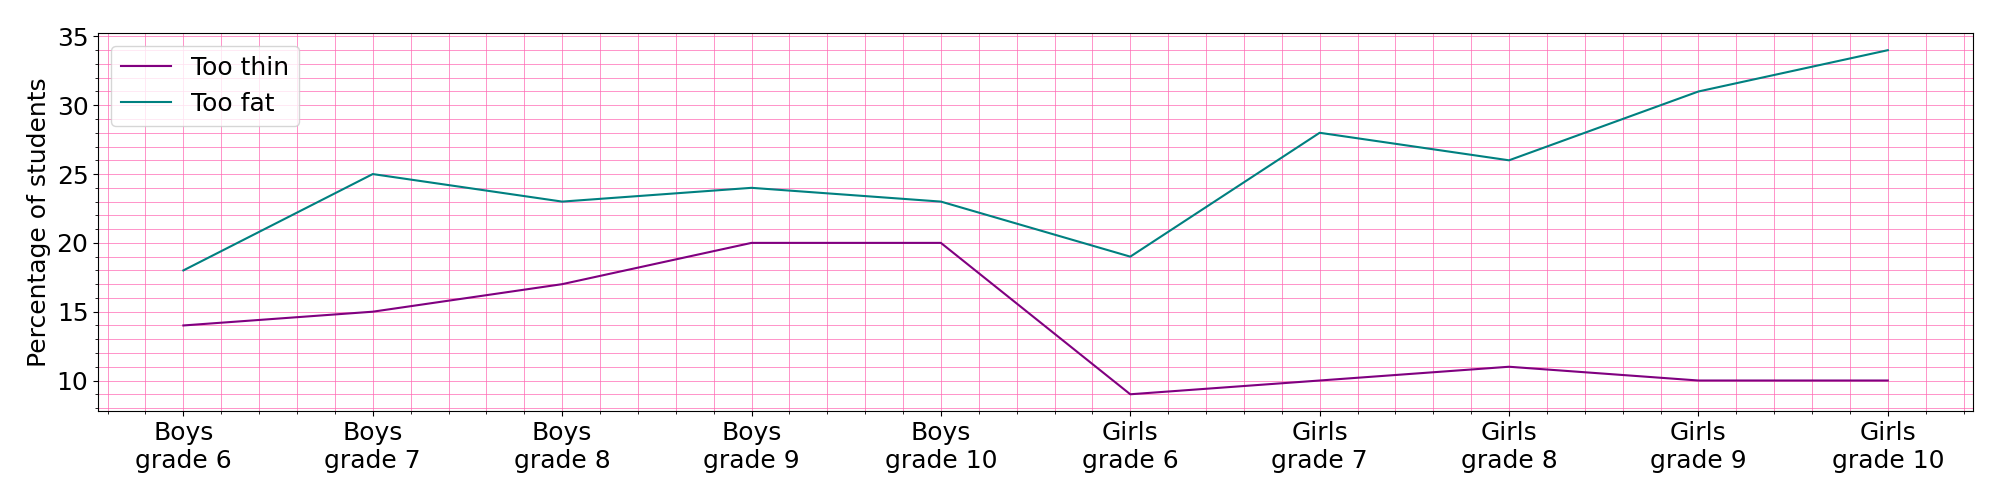 35
30
25
20
15
10
Percentage of students
Too thin
Too fat
Boys
grade 6
Boys
grade 7
Boys
grade 8
Boys
grade 9
Boys
grade 10
Girls
grade 6
Girls
grade 7
Girls
grade 8
Girls
grade 9
Girls
grade 10